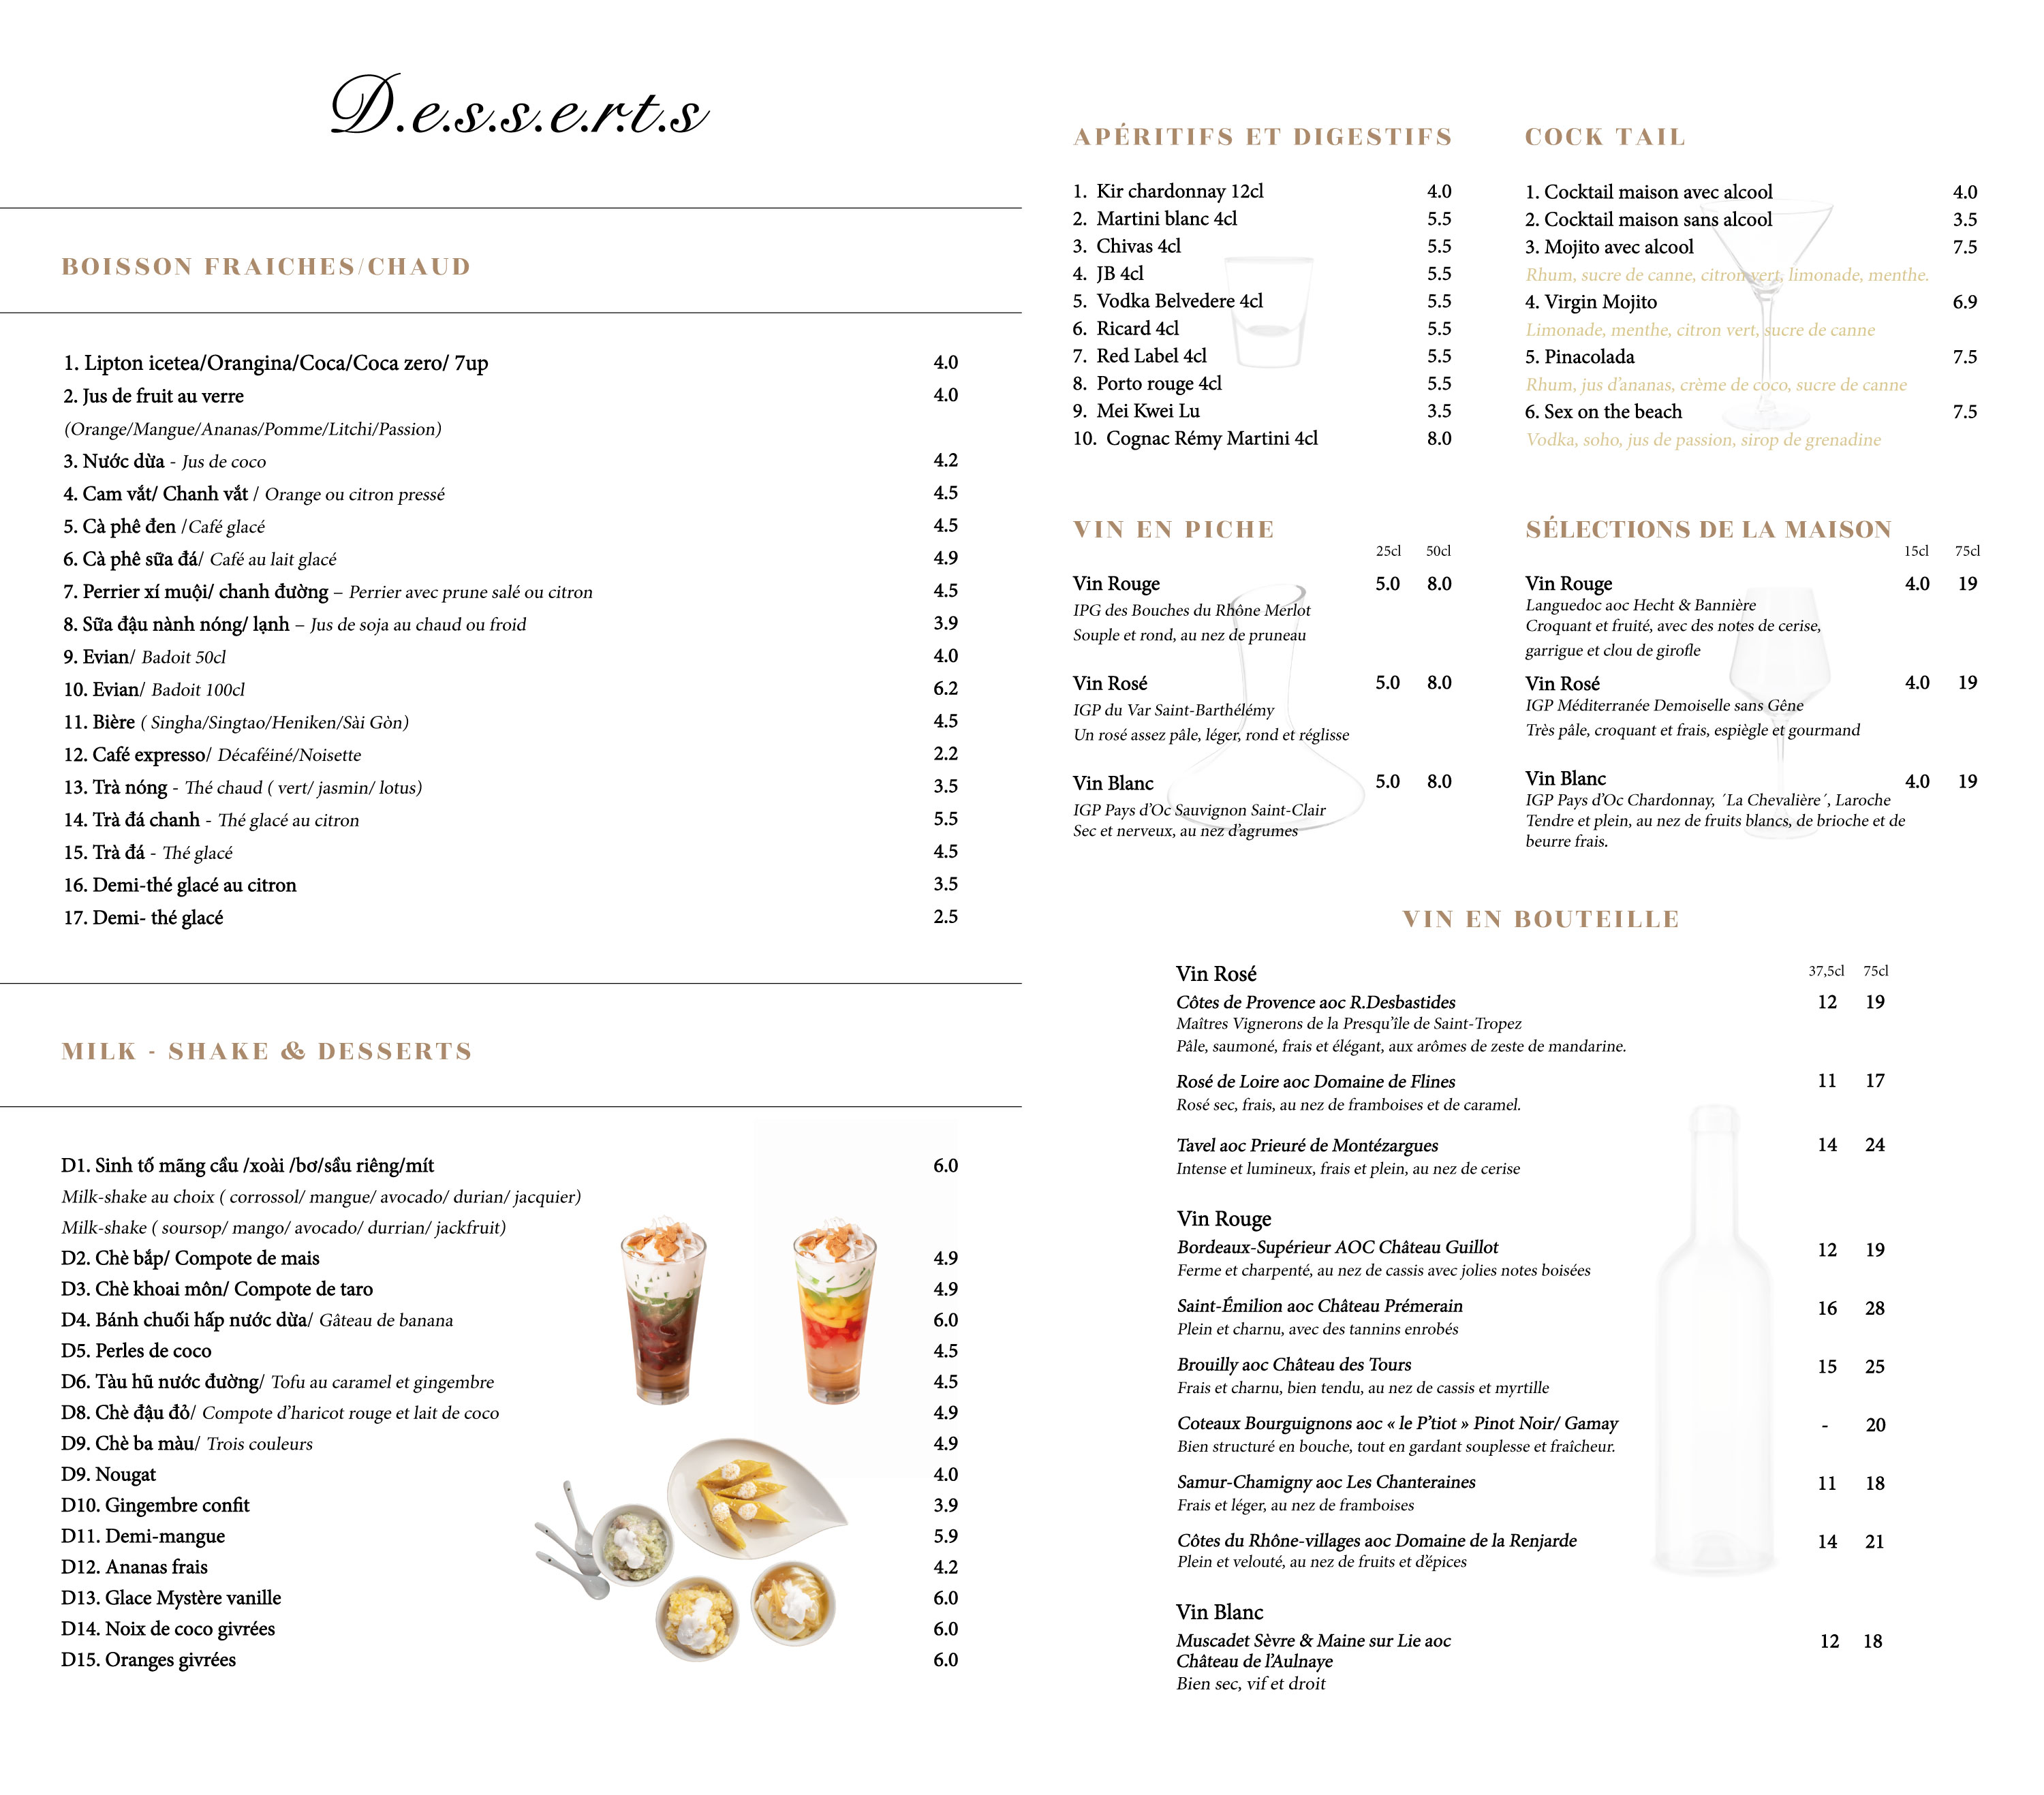 D.e.s.s.e.r.t.s
BOISSON FRAICHES/CHAUD
1. Lipton icetea/Orangina/Coca/Coca zero/ 7up 4.0
2. Jus de fruit au verre 4.0
(Orange/Mangue/Ananas/Pomme/Litchi/Passion)
3. Nước dừa - Jus de coco 4.2
4. Cam vắt/ Chanh vắt / Orange ou citron pressé 4.5
5. Cà phê đen /Café glacé 4.5
6. Cà phê sữa đá/ Café au lait glacé 4.9
7. Perrier xí muội/ chanh đường – Perrier avec prune salé ou citron 4.5
8. Sữa đậu nành nóng/ lạnh – Jus de soja au chaud ou froid 3.9
9. Evian/ Badoit 50cl 4.0
10. Evian/ Badoit 100cl 6.2
11. Bière ( Singha/Singtao/Heniken/Sài Gòn) 4.5
12. Café expresso/ Décaféiné/Noisette 2.2
13. Trà nóng - Thé chaud ( vert/ jasmin/ lotus) 3.5
14. Trà đá chanh - Thé glacé au citron 5.5
15. Trà đá - Thé glacé 4.5
16. Demi-thé glacé au citron 3.5
17. Demi- thé glacé 2.5
MILK - SHAKE & DESSERTS
D1. Sinh tố mãng cầu /xoài /bơ/sầu riêng/mít 6.0
Milk-shake au choix ( corrossol/ mangue/ avocado/ durian/ jacquier)
Milk-shake ( soursop/ mango/ avocado/ durrian/ jackfruit)
D2. Chè bắp/ Compote de mais 4.9
D3. Chè khoai môn/ Compote de taro 4.9
D4. Bánh chuối hấp nước dừa/ Gâteau de banana 6.0
D5. Perles de coco 4.5
D6. Tàu hũ nước đường/ Tofu au caramel et gingembre 4.5
D8. Chè đậu đỏ/ Compote d'haricot rouge et lait de coco 4.9
D9. Chè ba màu/ Trois couleurs 4.9
D9. Nougat 4.0
D10. Gingembre confit 3.9
D11. Demi-mangue 5.9
D12. Ananas frais 4.2
D13. Glace Mystère vanille 6.0
D14. Noix de coco givrées 6.0
D15. Oranges givrées 6.0
APÉRITIFS ET DIGESTIFS
1. Kir chardonnay 12cl 4.0
2. Martini blanc 4cl 5.5
3. Chivas 4cl 5.5
4. JB 4cl 5.5
5. Vodka Belvedere 4cl 5.5
6. Ricard 4cl 5.5
7. Red Label 4cl 5.5
8. Porto rouge 4cl 5.5
9. Mei Kwei Lu 3.5
10. Cognac Rémy Martini 4cl 8.0
COCK TAIL
1. Cocktail maison avec alcool 4.0
2. Cocktail maison sans alcool 3.5
3. Mojito avec alcool 7.5
Rhum, sucre de canne, citron vert, limonade, menthe.
4. Virgin Mojito 6.9
Limonade, menthe, citron vert, sucre de canne
5. Pinacolada 7.5
Rhum, jus d'ananas, crème de coco, sucre de canne
6. Sex on the beach 7.5
Vodka, soho, jus de passion, sirop de grenadine
VIN EN PICHE
25cl 50cl
Vin Rouge 5.0 8.0
IPG des Bouches du Rhône Merlot
Souple et rond, au nez de pruneau
Vin Rosé 5.0 8.0
IGP du Var Saint-Barthélémy
Un rosé assez pâle, léger, rond et réglisse
Vin Blanc 5.0 8.0
IGP Pays d'Oc Sauvignon Saint-Clair
Sec et nerveux, au nez d'agrumes
SÉLECTIONS DE LA MAISON
15cl 75cl
Vin Rouge 4.0 19
Languedoc aoc Hecht & Bannière
Croquant et fruité, avec des notes de cerise,
garrigue et clou de girofle
Vin Rosé 4.0 19
IGP Méditerranée Demoiselle sans Gêne
Très pâle, croquant et frais, espiègle et gourmand
Vin Blanc 4.0 19
IGP Pays d'Oc Chardonnay, ´La Chevalière´, Laroche
Tendre et plein, au nez de fruits blancs, de brioche et de
beurre frais.
VIN EN BOUTEILLE
Vin Rosé 37,5cl 75cl
Côtes de Provence aoc R.Desbastides 12 19
Maîtres Vignerons de la Presqu'île de Saint-Tropez
Pâle, saumoné, frais et élégant, aux arômes de zeste de mandarine.
Rosé de Loire aoc Domaine de Flines 11 17
Rosé sec, frais, au nez de framboises et de caramel.
Tavel aoc Prieuré de Montézargues 14 24
Intense et lumineux, frais et plein, au nez de cerise
Vin Rouge
Bordeaux-Supérieur AOC Château Guillot 12 19
Ferme et charpenté, au nez de cassis avec jolies notes boisées
Saint-Émilion aoc Château Prémerain 16 28
Plein et charnu, avec des tannins enrobés
Brouilly aoc Château des Tours 15 25
Frais et charnu, bien tendu, au nez de cassis et myrtille
Coteaux Bourguignons aoc « le P'tiot » Pinot Noir/ Gamay - 20
Bien structuré en bouche, tout en gardant souplesse et fraîcheur.
Samur-Chamigny aoc Les Chanteraines 11 18
Frais et léger, au nez de framboises
Côtes du Rhône-villages aoc Domaine de la Renjarde 14 21
Plein et velouté, au nez de fruits et d'épices
Vin Blanc
Muscadet Sèvre & Maine sur Lie aoc 12 18
Château de l'Aulnaye
Bien sec, vif et droit